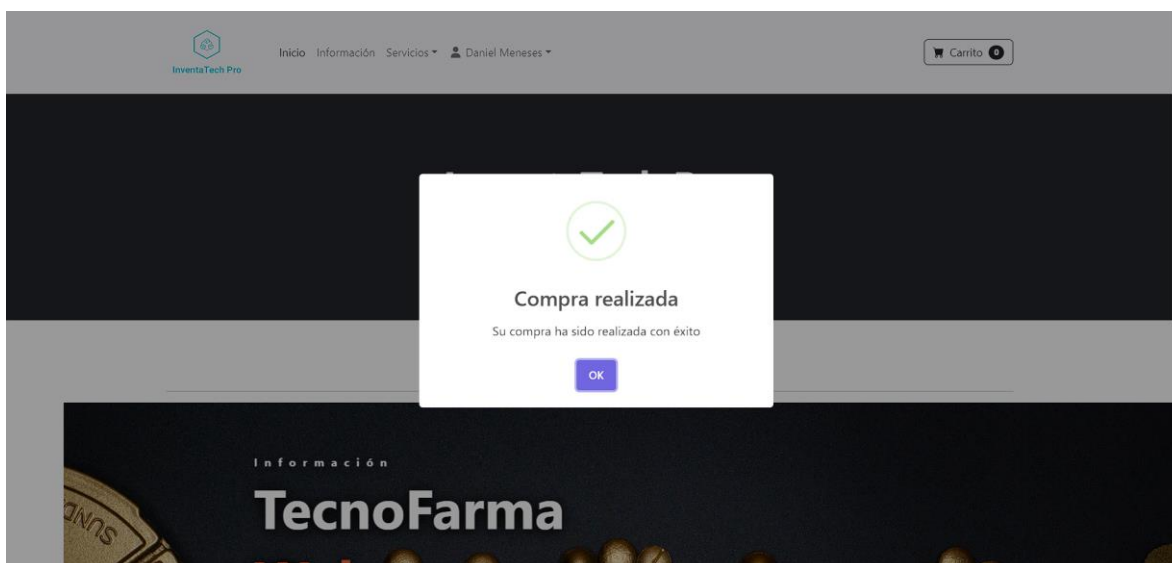 InventaTech Pro
Inicio Información Servicios Daniel Meneses
Carrito 0
Compra realizada
Su compra ha sido realizada con éxito
OK
Información
TecnoFarma
SUND